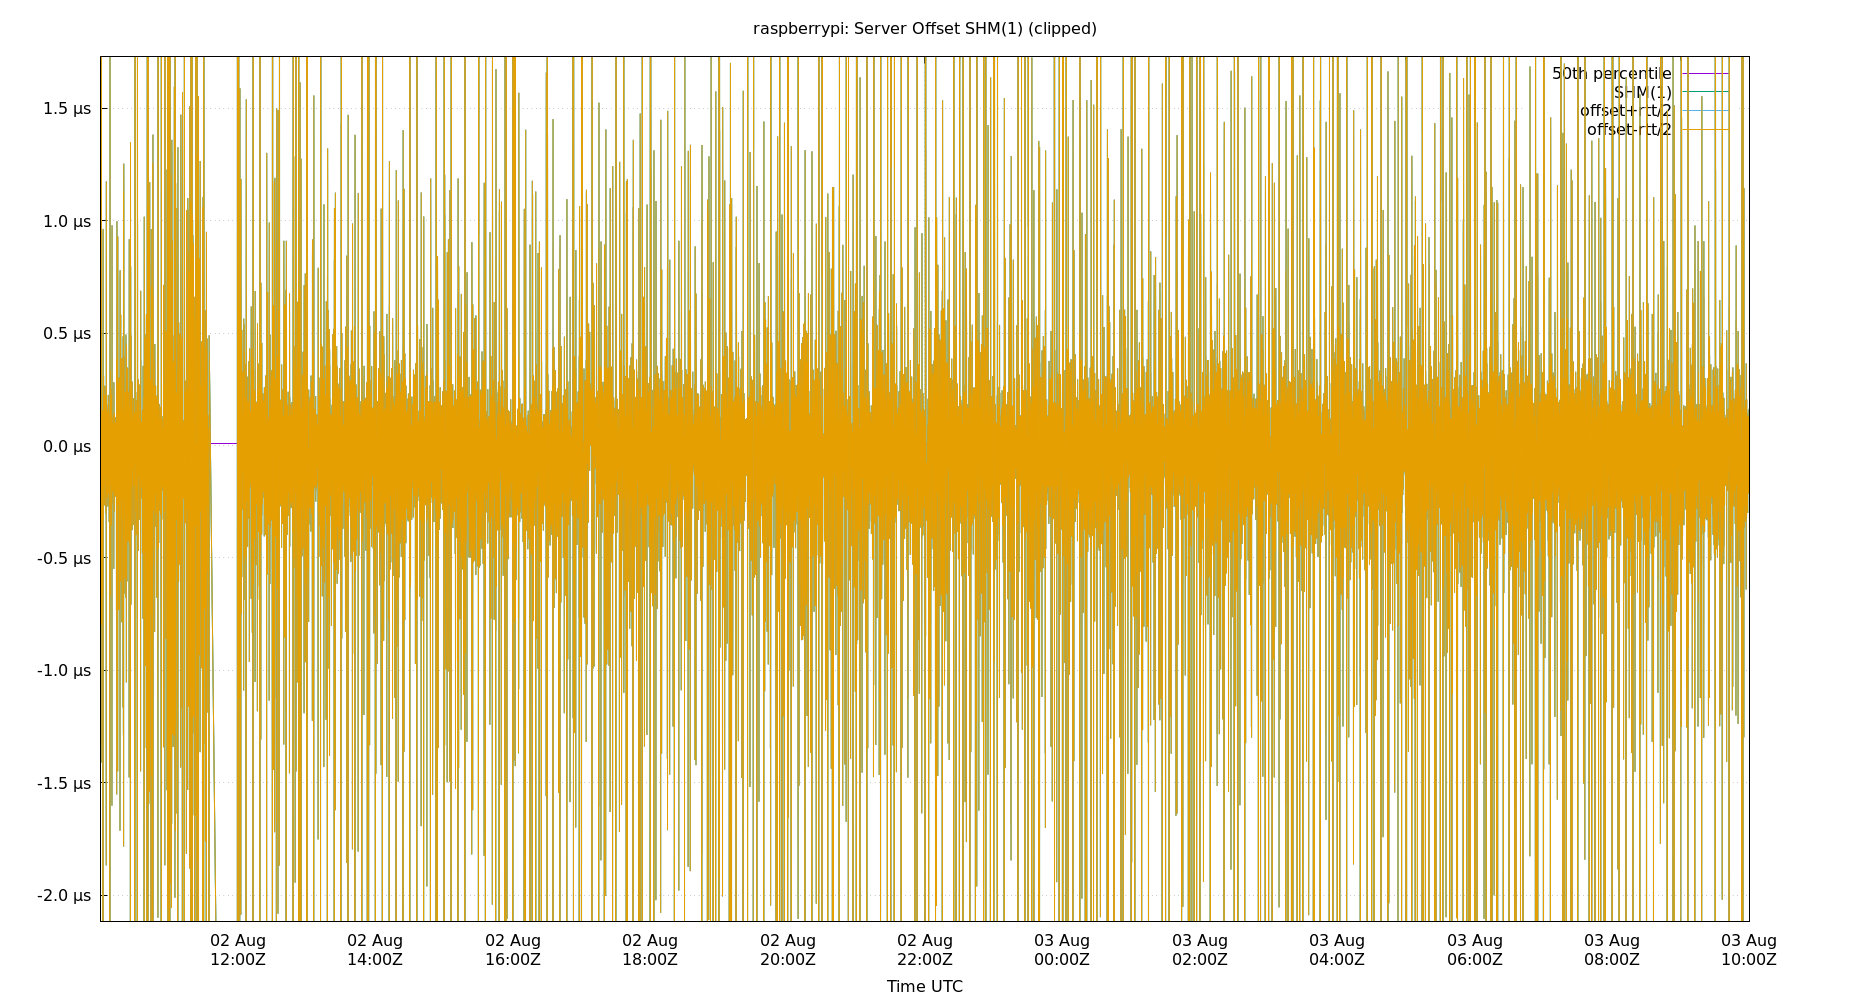 raspberrypi: Server Offset SHM(1) (clipped)
50th percentile
SHM(1)
offset+rtt/2
offset-rtt/2
1.5 µs
1.0 µs
0.5 µs
0.0 µs
-0.5 µs
-1.0 µs
-1.5 µs
-2.0 µs
02 Aug 02 Aug 02 Aug 02 Aug 02 Aug 02 Aug 03 Aug 03 Aug 03 Aug 03 Aug 03 Aug 03 Aug
12:00Z 14:00Z 16:00Z 18:00Z 20:00Z 22:00Z 00:00Z 02:00Z 04:00Z 06:00Z 08:00Z 10:00Z
Time UTC